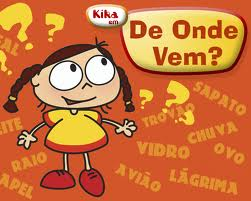 Kika
em
De Onde
Vem?
SAPATO
TROVÃO
CHUVA
OVO
VIDRO
RAIO
AVIÃO
LÁGRIMA